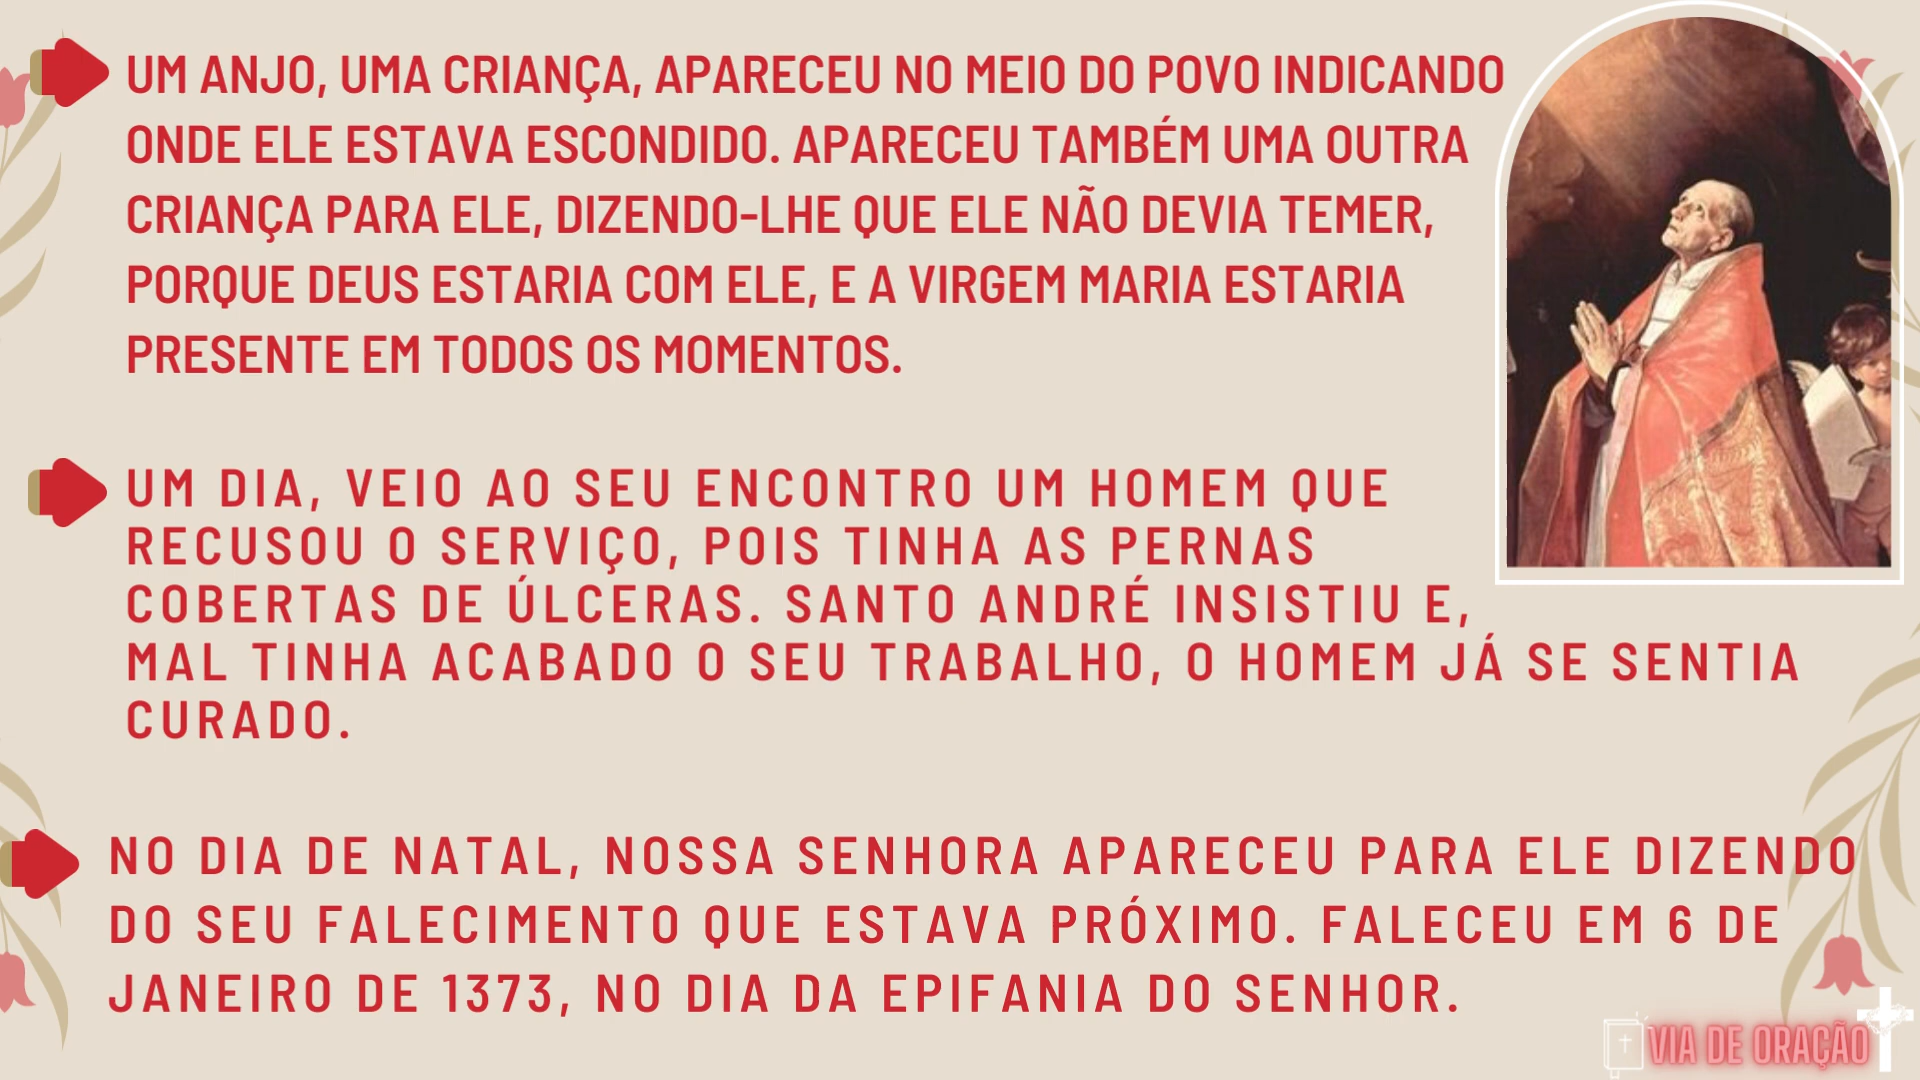 UM ANJO, UMA CRIANÇA, APARECEU NO MEIO DO POVO INDICANDO
ONDE ELE ESTAVA ESCONDIDO. APARECEU TAMBÉM UMA OUTRA
CRIANÇA PARA ELE, DIZENDO-LHE QUE ELE NÃO DEVIA TEMER,
PORQUE DEUS ESTARIA COM ELE, E A VIRGEM MARIA ESTARIA
PRESENTE EM TODOS OS MOMENTOS.
UM DIA, VEIO AO SEU ENCONTRO UM HOMEM QUE
RECUSOU O SERVIÇO, POIS TINHA AS PERNAS
COBERTAS DE ÚLCERAS. SANTO ANDRÉ INSISTIU E,
MAL TINHA ACABADO O SEU TRABALHO, O HOMEM JÁ SE SENTIA
CURADO.
NO DIA DE NATAL, NOSSA SENHORA APARECEU PARA ELE DIZENDO
DO SEU FALECIMENTO QUE ESTAVA PRÓXIMO. FALECEU EM 6 DE
JANEIRO DE 1373, NO DIA DA EPIFANIA DO SENHOR.
VIA DE ORAÇÃO